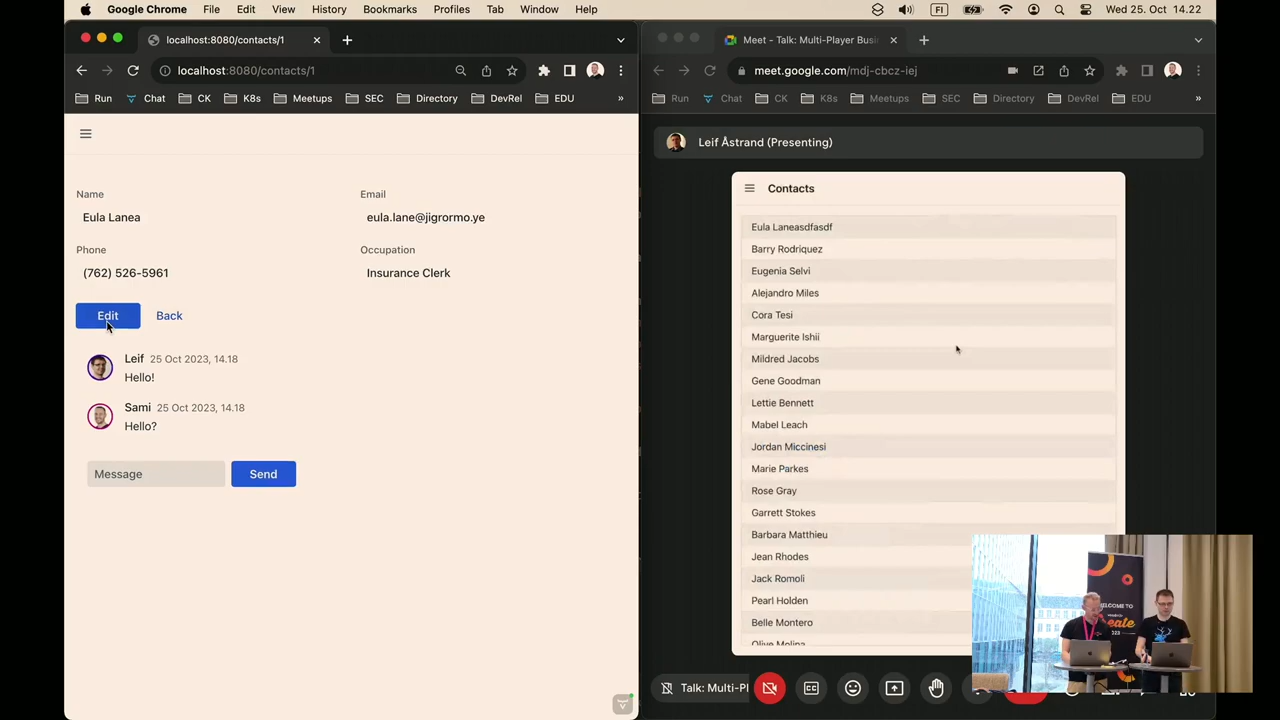 Google Chrome File Edit View History Bookmarks Profiles Tab Window Help FI Wed 25. Oct 14.22
localhost:8080/contacts/1
localhost:8080/contacts/1
Run Chat CK K8s Meetups SEC Directory DevRel EDU »
Name
Eula Lanea
Email
eula.lane@jigrormo.ye
Phone
(762) 526-5961
Occupation
Insurance Clerk
Edit Back
Leif 25 Oct 2023, 14.18
Hello!
Sami 25 Oct 2023, 14.18
Hello?
Message Send
Meet - Talk: Multi-Player Busi
meet.google.com/mdj-cbcz-iej
Run Chat CK K8s Meetups SEC Directory DevRel EDU »
Leif Åstrand (Presenting)
Contacts
Eula Laneasdfasdf
Barry Rodriquez
Eugenia Selvi
Alejandro Miles
Cora Tesi
Marguerite Ishii
Mildred Jacobs
Gene Goodman
Lettie Bennett
Mabel Leach
Jordan Miccinesi
Marie Parkes
Rose Gray
Garrett Stokes
Barbara Matthieu
Jean Rhodes
Jack Romoli
Pearl Holden
Belle Montero
Olive Molina
Talk: Multi-Pl
WELCOME TO